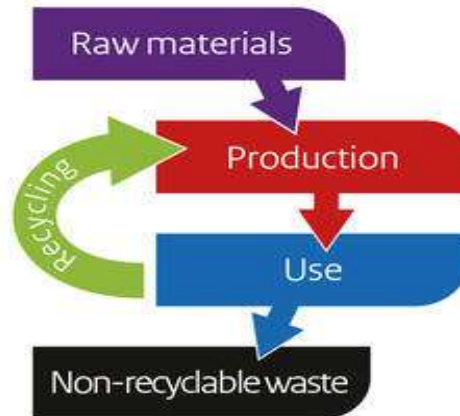 Raw materials
Production
Recycling
Use
Non-recyclable waste